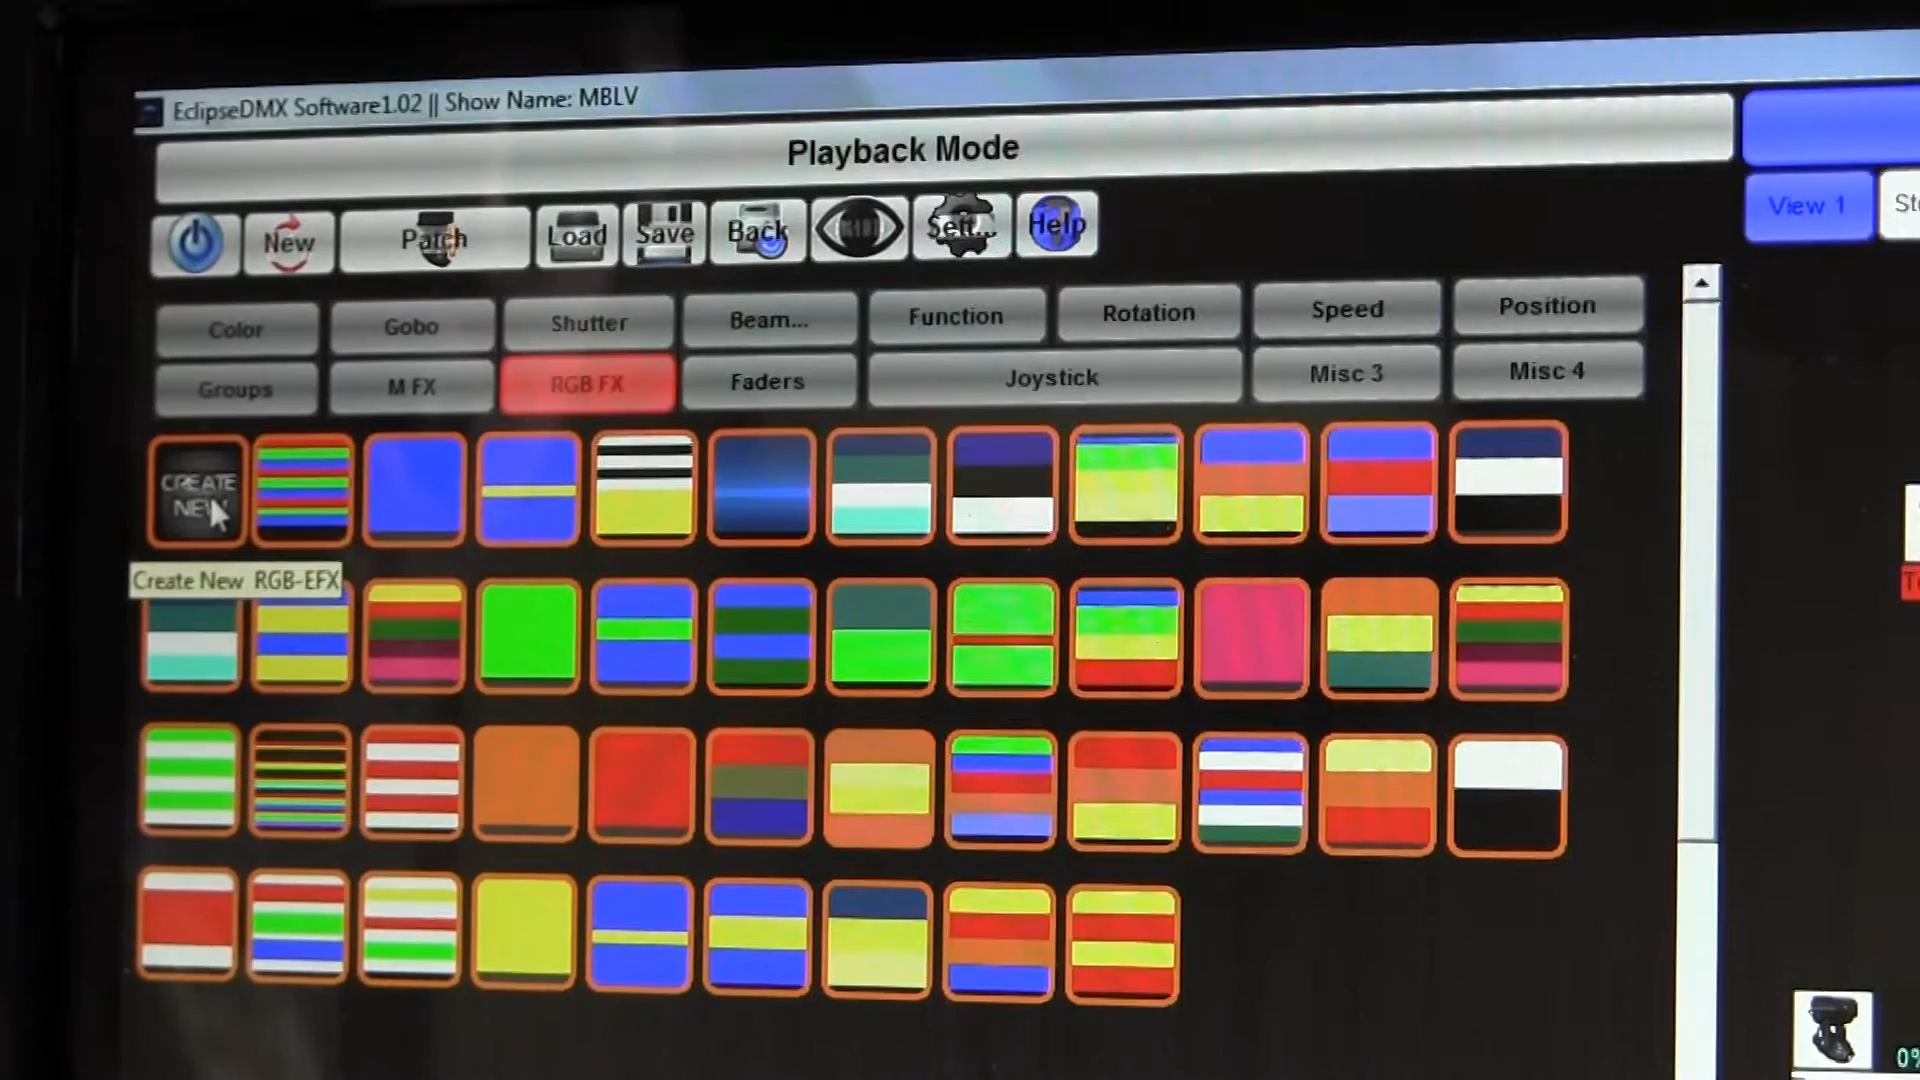 EclipseDMX Software1.02 || Show Name: MBLV
Playback Mode
New
Patch
Load
Save
Back
Sett...
Help
View 1
Color
Gobo
Shutter
Beam...
Function
Rotation
Speed
Position
Groups
M FX
RGB FX
Faders
Joystick
Misc 3
Misc 4
CREATE
NEW
Create New RGB-EFX
0%